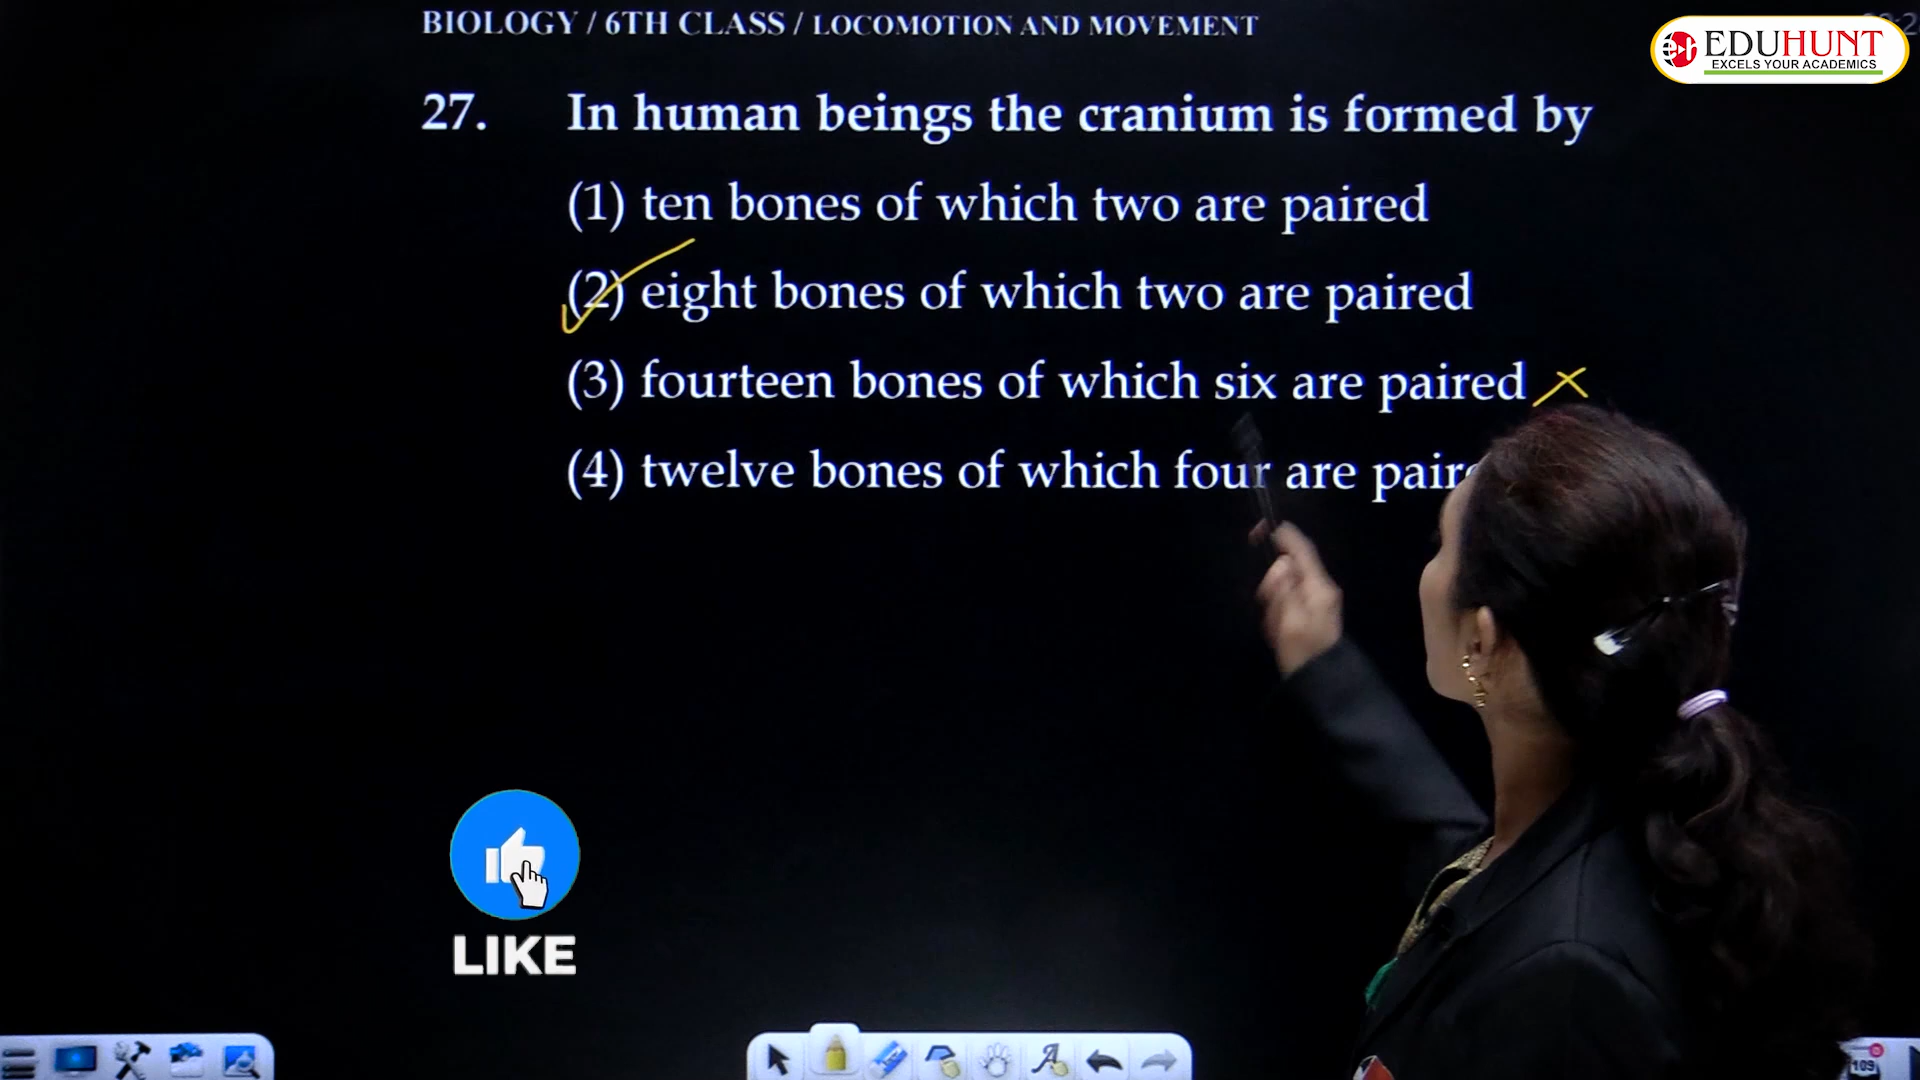 BIOLOGY / 6TH CLASS / LOCOMOTION AND MOVEMENT
EDUHUNT
EXCELS YOUR ACADEMICS
27. In human beings the cranium is formed by
(1) ten bones of which two are paired
(2) eight bones of which two are paired
(3) fourteen bones of which six are paired
(4) twelve bones of which four are
LIKE
109